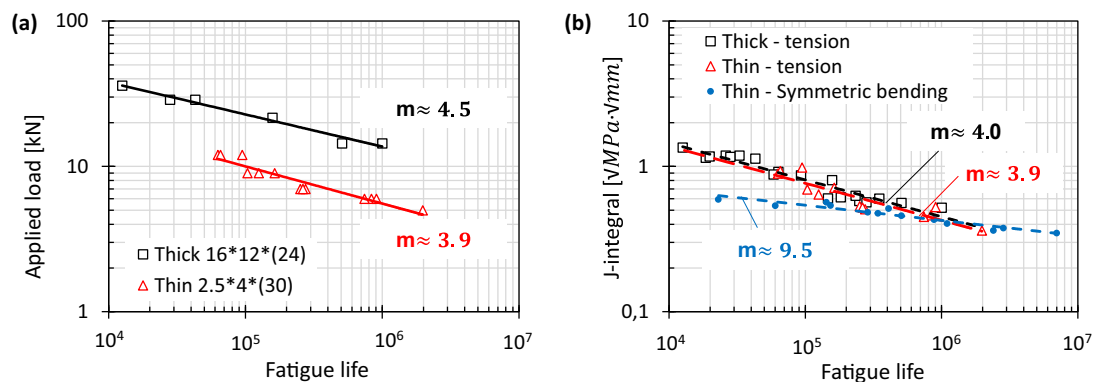 (a)
100
10
1
Applied load [kN]
m≈ 4.5
m≈ 3.9
Thick 16*12*(24)
Thin 2.5*4*(30)
10⁴
10⁵
10⁶
10⁷
Fatigue life
(b)
10
1
0,1
J-integral [√MPa·√mm]
Thick - tension
Thin - tension
Thin - Symmetric bending
m≈ 4.0
m≈ 3.9
m≈ 9.5
10⁴
10⁵
10⁶
10⁷
Fatigue life